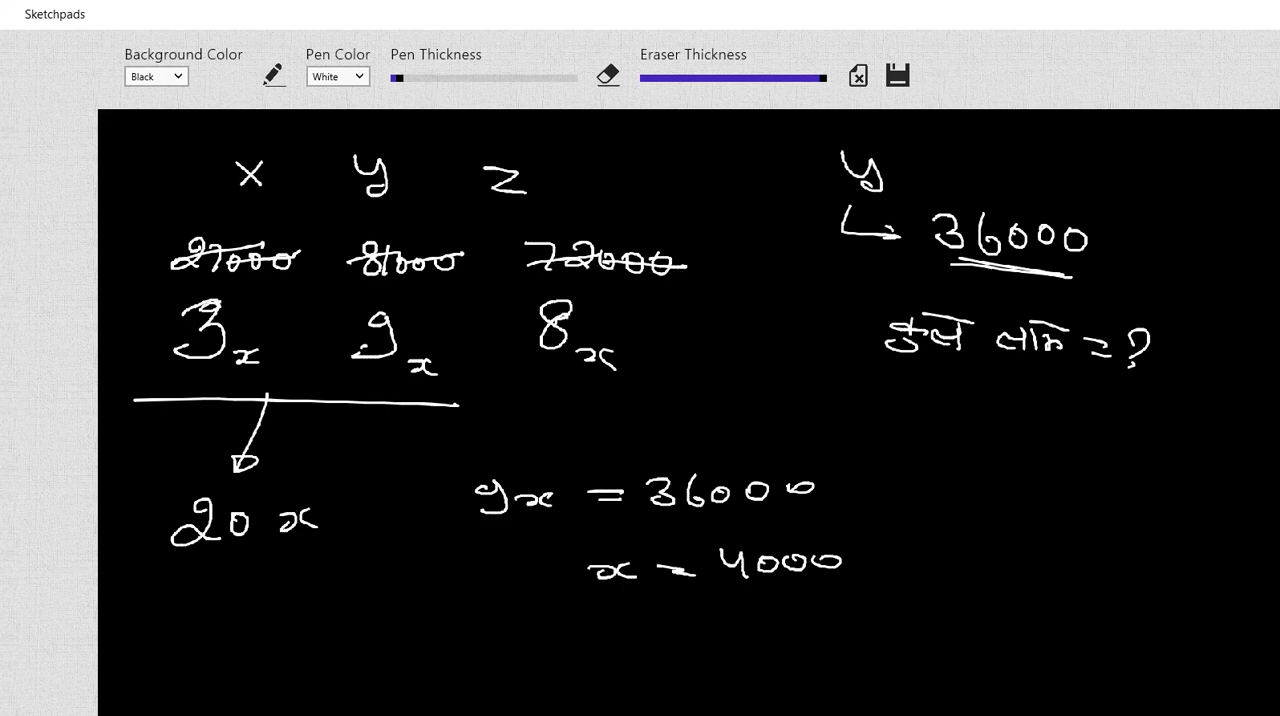 Sketchpads
Background Color Pen Color Pen Thickness Eraser Thickness
Black White
x y z
27000 81000 72000
3x 9x 8x
20x
y
36000
कुल लाभ = ?
9x = 36000
x = 4000